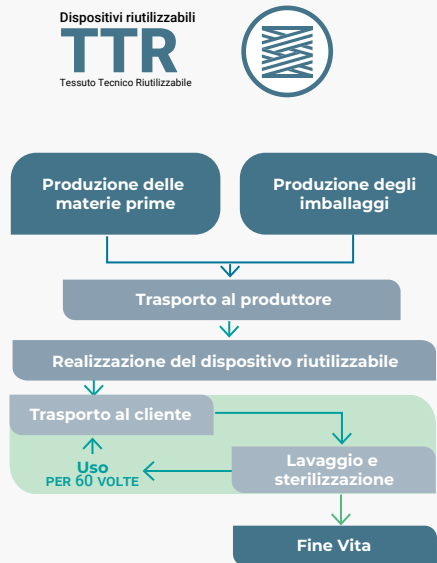 Dispositivi riutilizzabili
TTR
Tessuto Tecnico Riutilizzabile
Produzione delle
materie prime
Produzione degli
imballaggi
Trasporto al produttore
Realizzazione del dispositivo riutilizzabile
Trasporto al cliente
Uso
PER 60 VOLTE
Lavaggio e
sterilizzazione
Fine Vita